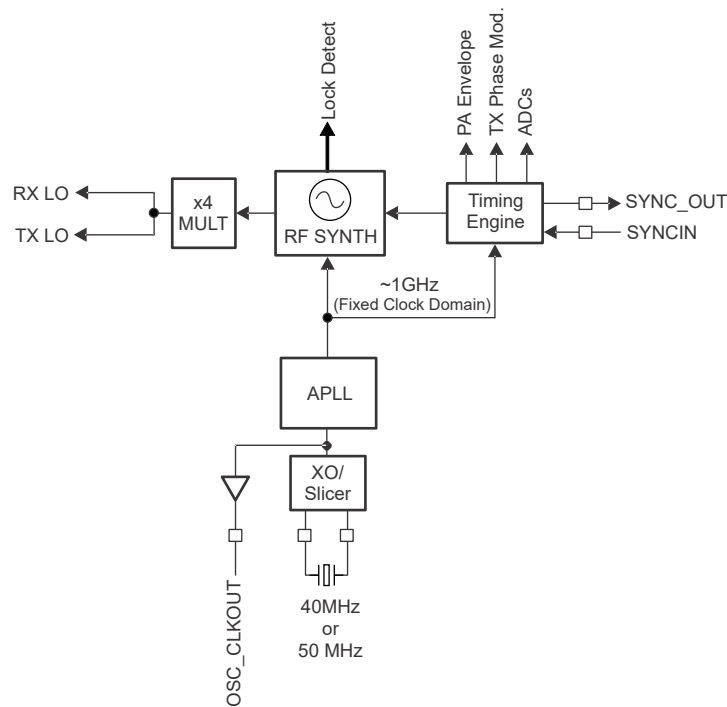 Lock Detect
PA Envelope
TX Phase Mod.
ADCs
RX LO
TX LO
x4
MULT
RF SYNTH
Timing
Engine
SYNC_OUT
SYNCIN
~1GHz
(Fixed Clock Domain)
APLL
XO/
Slicer
OSC_CLKOUT
40MHz
or
50 MHz